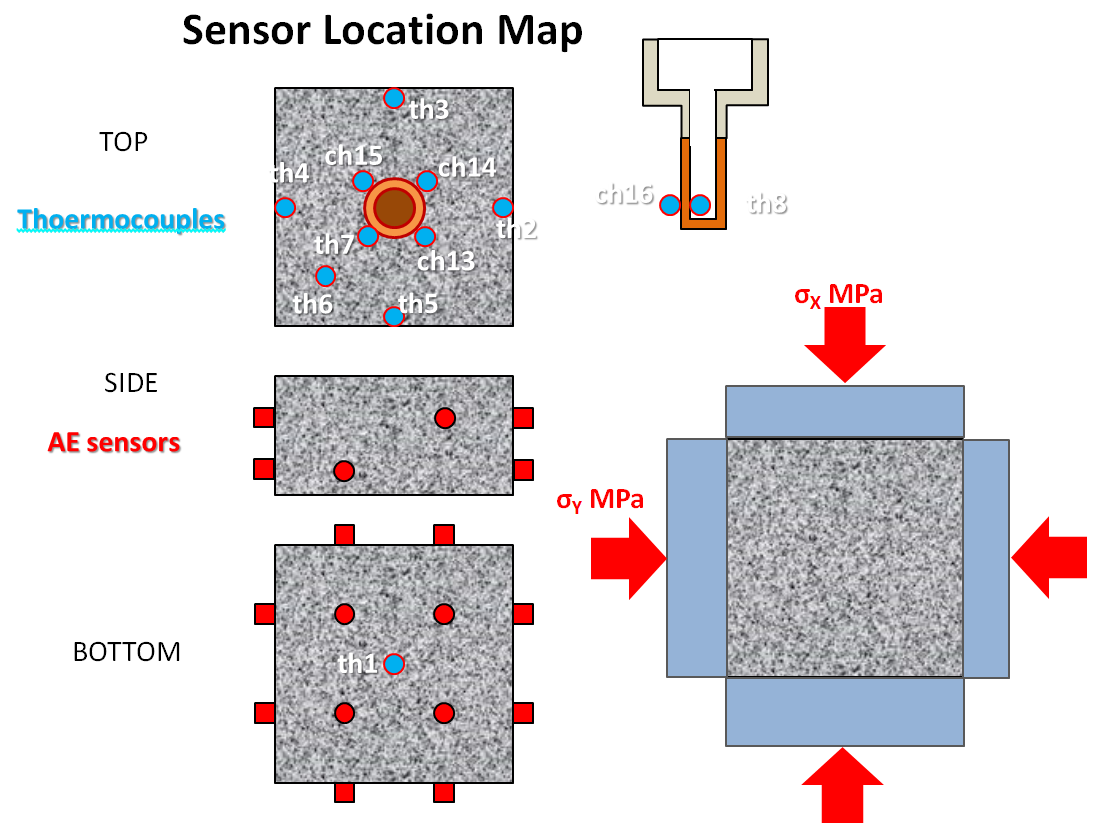 Sensor Location Map
TOP
Thoermocouples
th3
ch15
ch14
th4
th2
th7
ch13
th6
th5
ch16
th8
SIDE
AE sensors
BOTTOM
th1
σX MPa
σY MPa